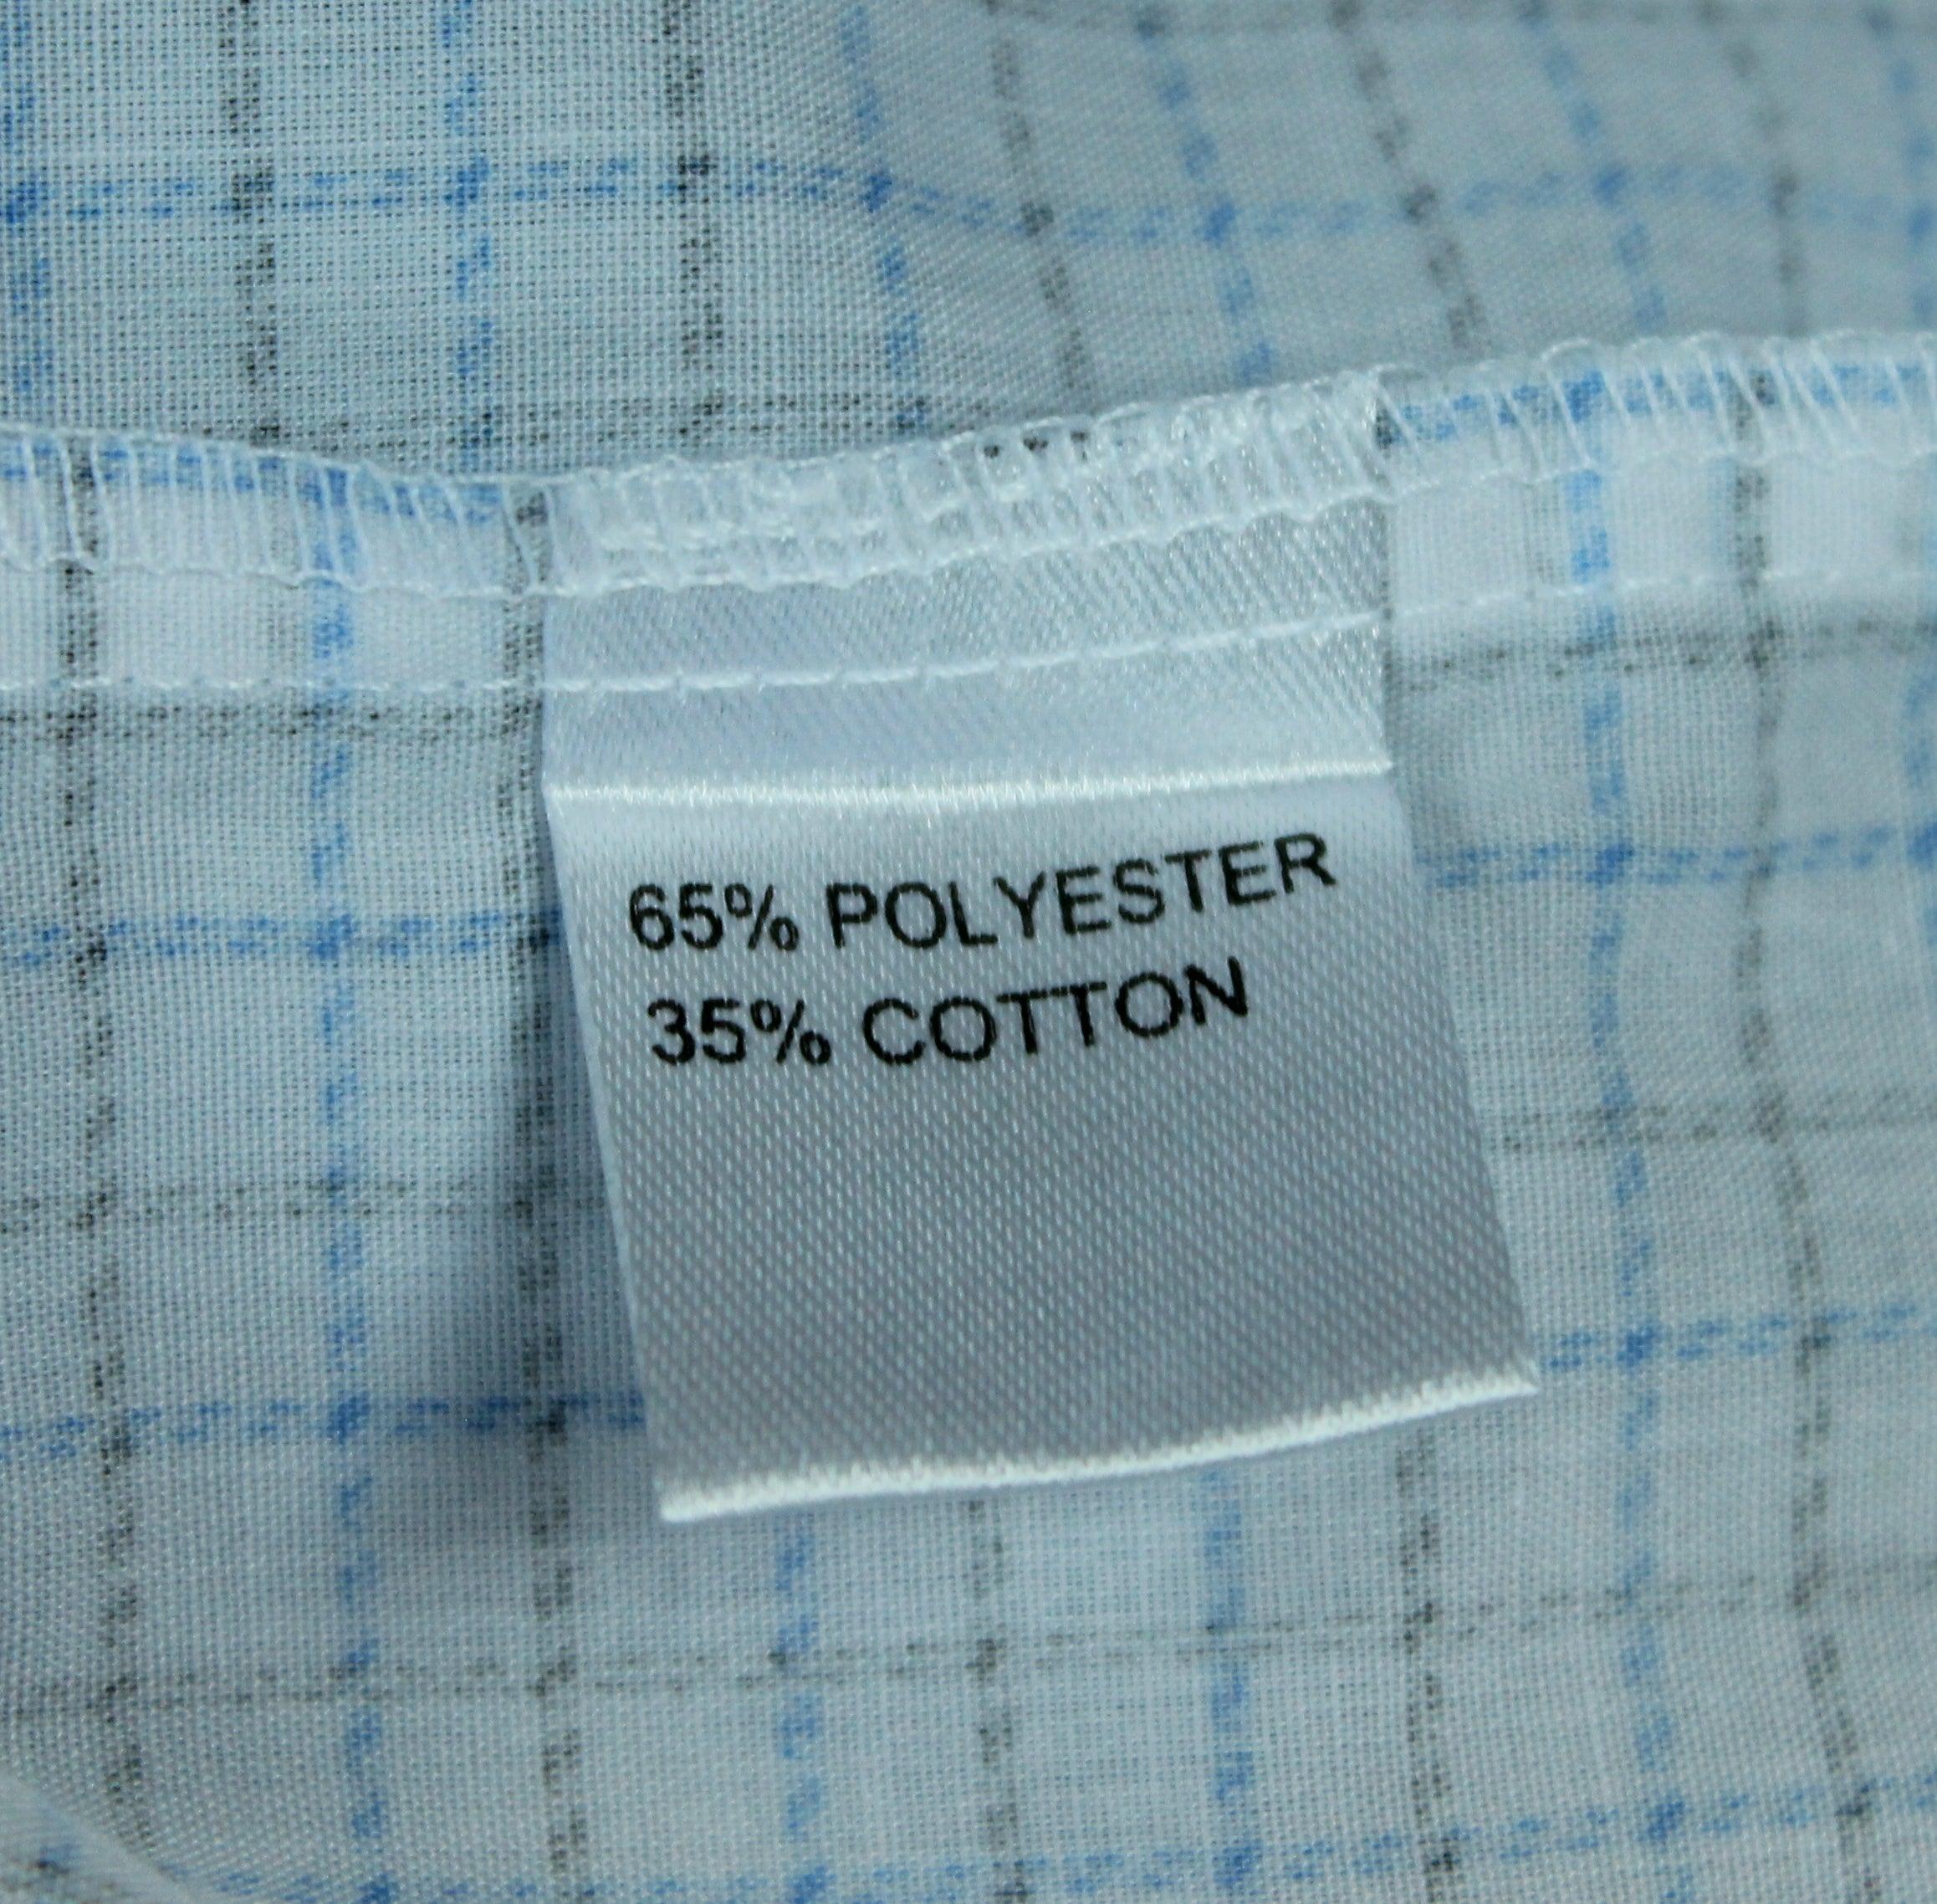 65% POLYESTER
35% COTTON